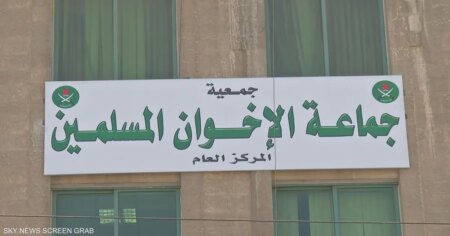 جمعية
جماعة الإخوان المسلمين
المركز العام
SKY NEWS SCREEN GRAB